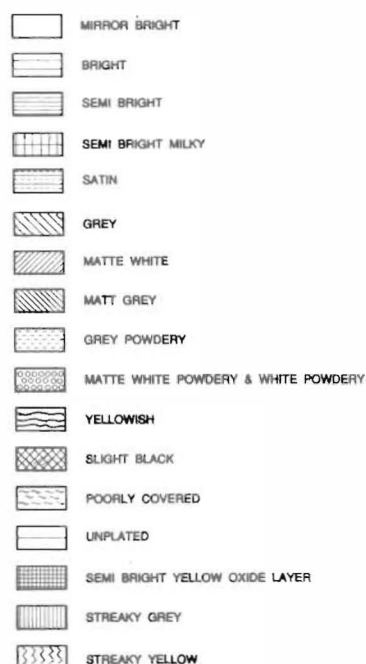 MIRROR BRIGHT
BRIGHT
SEMI BRIGHT
SEMI BRIGHT MILKY
SATIN
GREY
MATTE WHITE
MATT GREY
GREY POWDERY
MATTE WHITE POWDERY & WHITE POWDERY
YELLOWISH
SLIGHT BLACK
POORLY COVERED
UNPLATED
SEMI BRIGHT YELLOW OXIDE LAYER
STREAKY GREY
STREAKY YELLOW